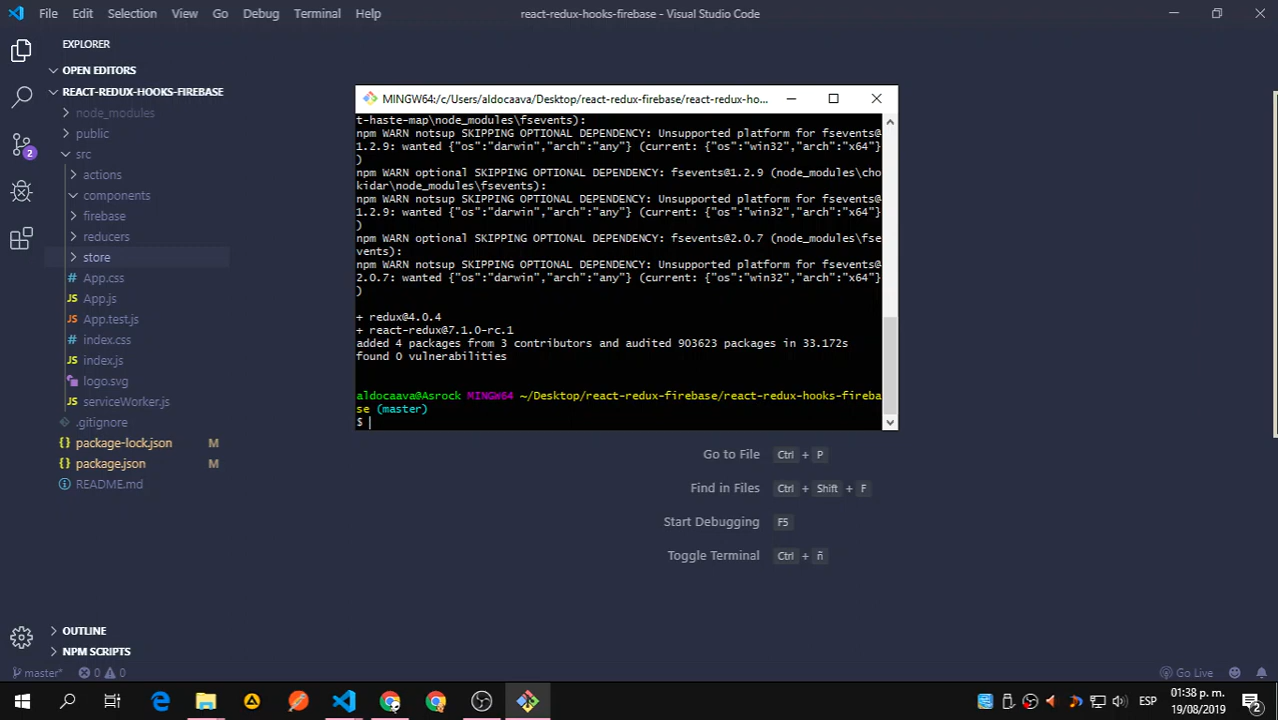 File Edit Selection View Go Debug Terminal Help
react-redux-hooks-firebase - Visual Studio Code
EXPLORER
OPEN EDITORS
REACT-REDUX-HOOKS-FIREBASE
node_modules
public
src
actions
components
firebase
reducers
store
App.css
App.js
App.test.js
index.css
index.js
logo.svg
serviceWorker.js
.gitignore
package-lock.json M
package.json M
README.md
OUTLINE
NPM SCRIPTS
2
MINGW64:/c/Users/aldocaava/Desktop/react-redux-firebase/react-redux-ho...
t-haste-map\node_modules\fsevents):
npm WARN notsup SKIPPING OPTIONAL DEPENDENCY: Unsupported platform for fsevents@
1.2.9: wanted {"os":"darwin","arch":"any"} (current: {"os":"win32","arch":"x64"}
)
npm WARN optional SKIPPING OPTIONAL DEPENDENCY: fsevents@1.2.9 (node_modules\cho
kidar\node_modules\fsevents):
npm WARN notsup SKIPPING OPTIONAL DEPENDENCY: Unsupported platform for fsevents@
1.2.9: wanted {"os":"darwin","arch":"any"} (current: {"os":"win32","arch":"x64"}
)
npm WARN optional SKIPPING OPTIONAL DEPENDENCY: fsevents@2.0.7 (node_modules\fse
vents):
npm WARN notsup SKIPPING OPTIONAL DEPENDENCY: Unsupported platform for fsevents@
2.0.7: wanted {"os":"darwin","arch":"any"} (current: {"os":"win32","arch":"x64"}
)
+ redux@4.0.4
+ react-redux@7.1.0-rc.1
added 4 packages from 3 contributors and audited 903623 packages in 33.172s
found 0 vulnerabilities
aldocaava@Asrock MINGW64 ~/Desktop/react-redux-firebase/react-redux-hooks-fireba
se (master)
$
Go to File Ctrl + P
Find in Files Ctrl + Shift + F
Start Debugging F5
Toggle Terminal Ctrl + ñ
master* 0 0
Go Live
ESP
01:38 p. m.
19/08/2019
2